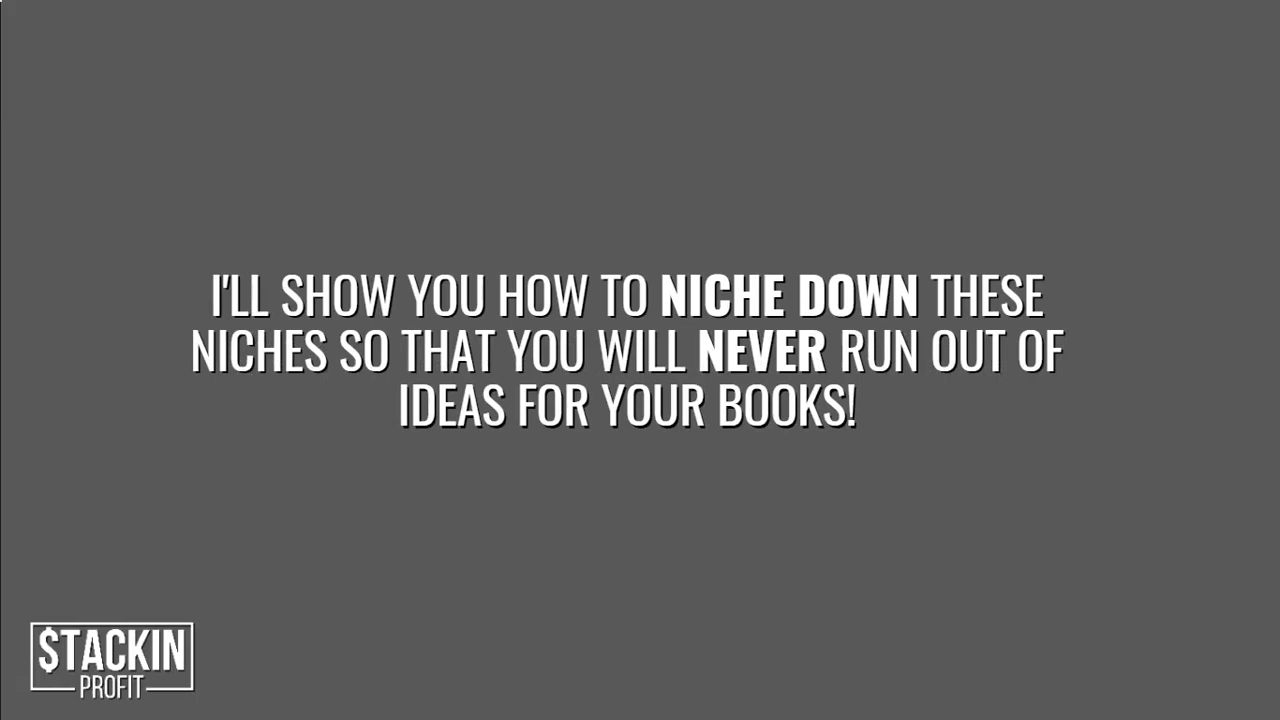 I'LL SHOW YOU HOW TO NICHE DOWN THESE
NICHES SO THAT YOU WILL NEVER RUN OUT OF
IDEAS FOR YOUR BOOKS!
$TACKIN
PROFIT